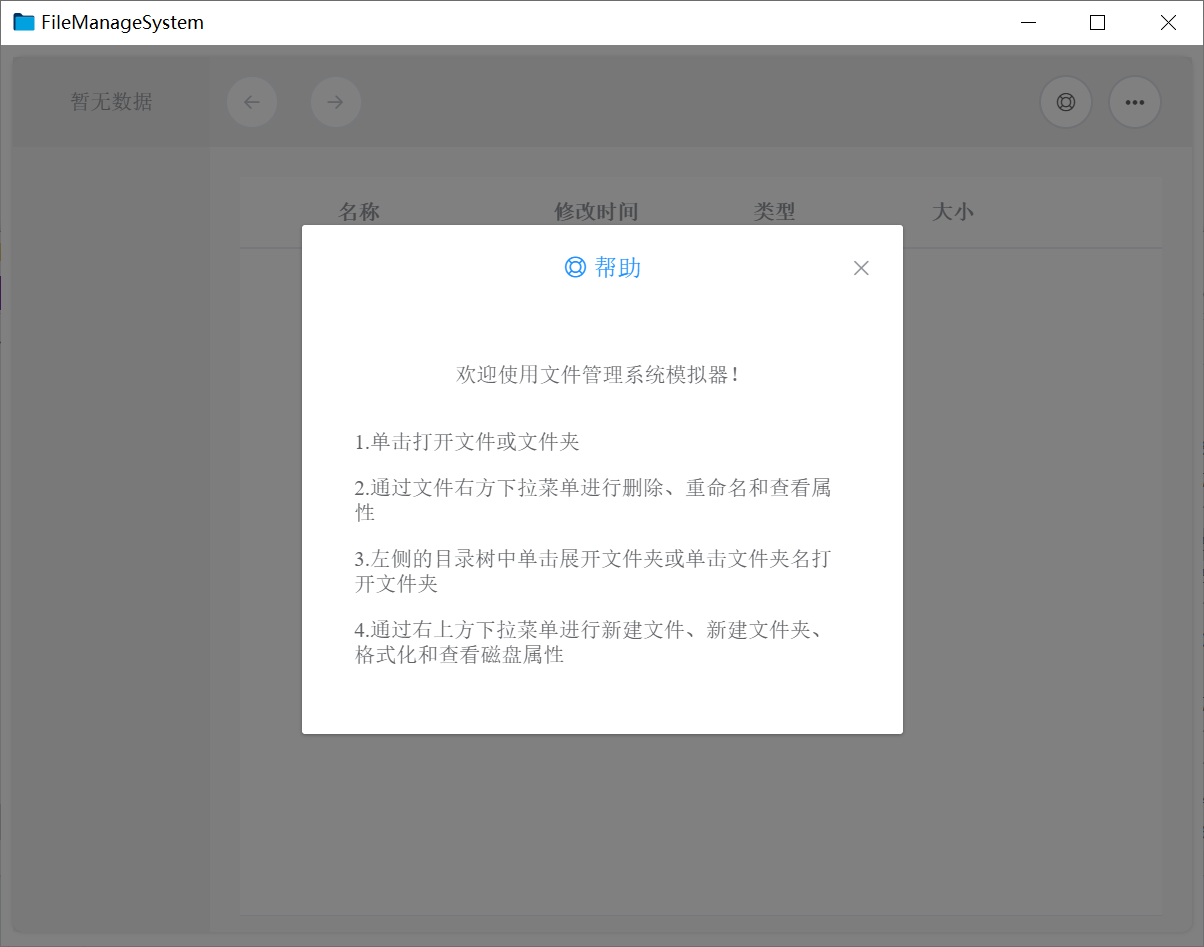 FileManageSystem
暂无数据
名称 修改时间 类型 大小
帮助
欢迎使用文件管理系统模拟器！
1.单击打开文件或文件夹
2.通过文件右方下拉菜单进行删除、重命名和查看属
性
3.左侧的目录树中单击展开文件夹或单击文件夹名打
开文件夹
4.通过右上方下拉菜单进行新建文件、新建文件夹、
格式化和查看磁盘属性